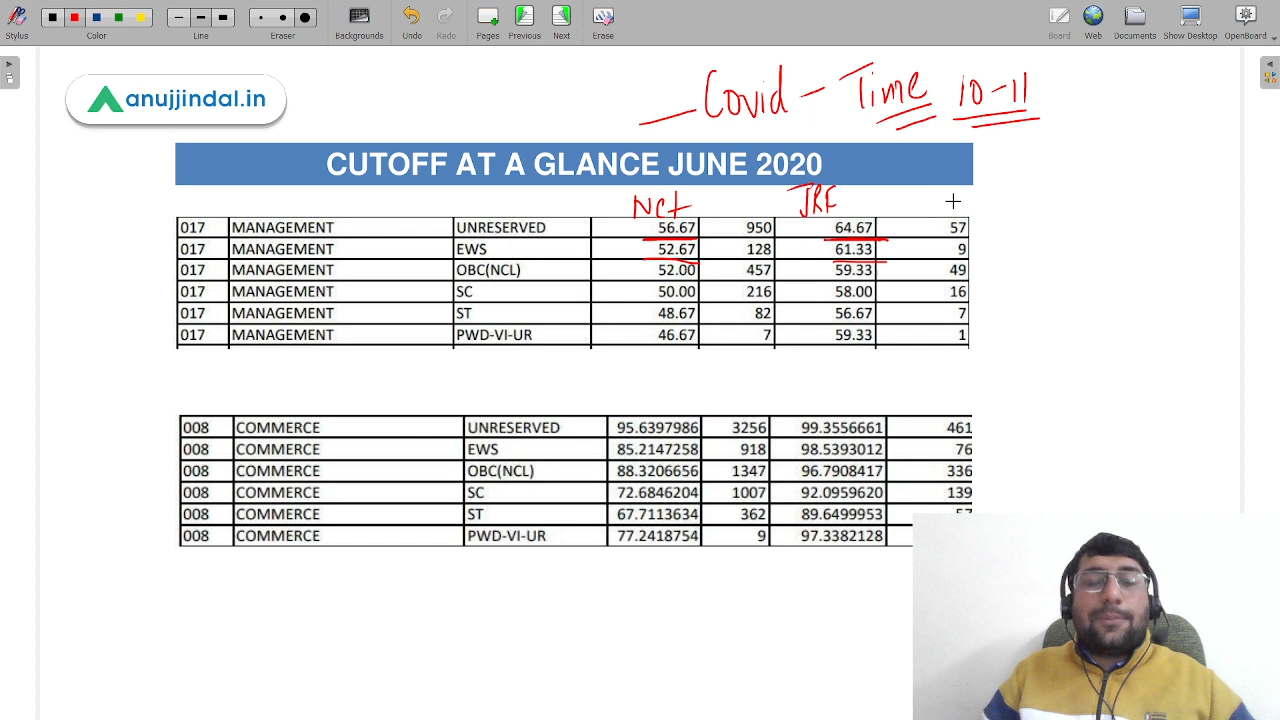 Stylus Color Line Eraser Backgrounds Undo Redo Pages Previous Next Erase Board Web Documents Show Desktop OpenBoard
anujjindal.in
Covid - Time 10-11
CUTOFF AT A GLANCE JUNE 2020
Net JRF
017 MANAGEMENT UNRESERVED 56.67 950 64.67 57
017 MANAGEMENT EWS 52.67 128 61.33 9
017 MANAGEMENT OBC(NCL) 52.00 457 59.33 49
017 MANAGEMENT SC 50.00 216 58.00 16
017 MANAGEMENT ST 48.67 82 56.67 7
017 MANAGEMENT PWD-VI-UR 46.67 7 59.33 1
008 COMMERCE UNRESERVED 95.6397986 3256 99.3556661 461
008 COMMERCE EWS 85.2147258 918 98.5393012 76
008 COMMERCE OBC(NCL) 88.3206656 1347 96.7908417 336
008 COMMERCE SC 72.6846204 1007 92.0959620 139
008 COMMERCE ST 67.7113634 362 89.6499953
008 COMMERCE PWD-VI-UR 77.2418754 9 97.3382128